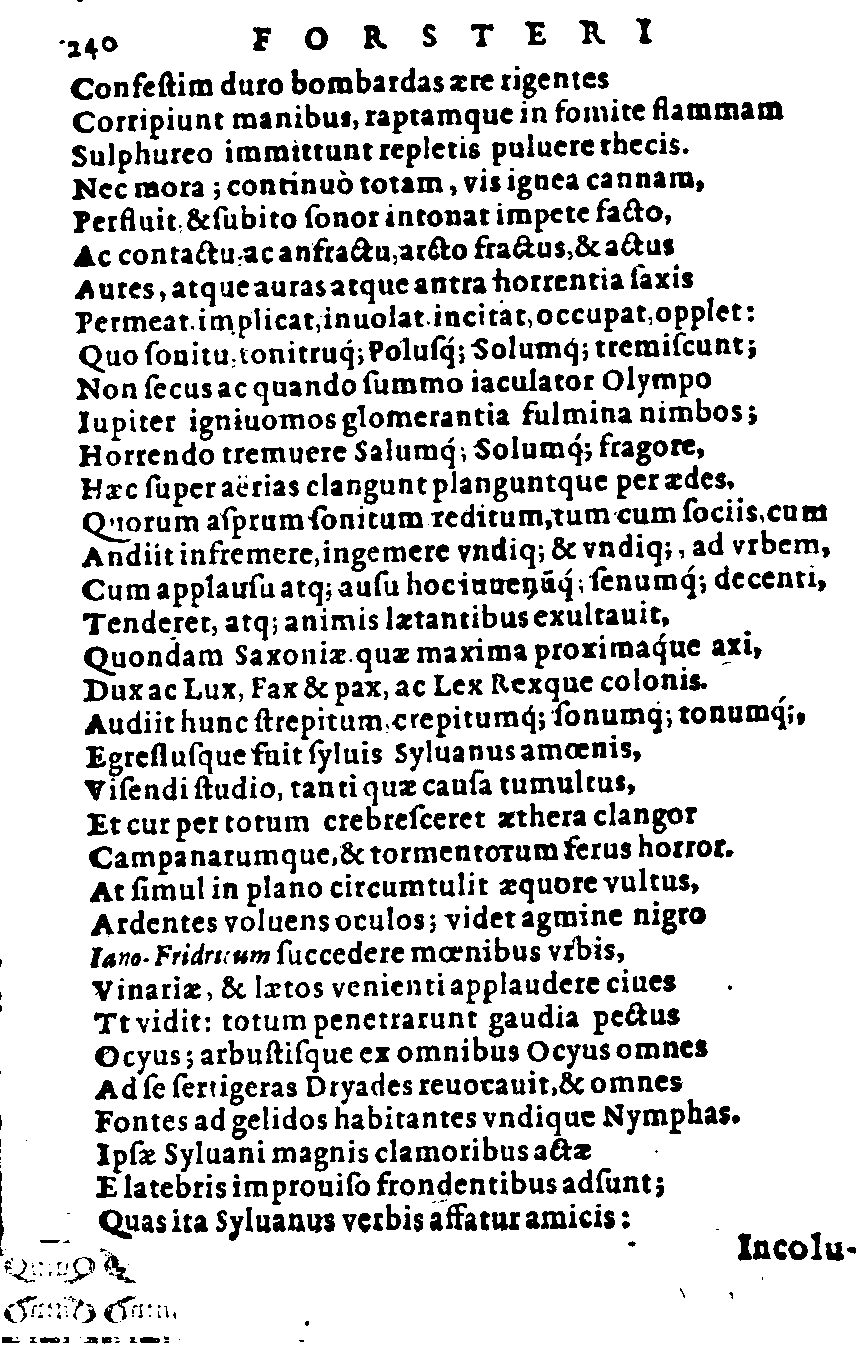 240 FORSTERI
Confeſtim duro bombardas ære rigentes
Corripiunt manibus, raptamque in fomite flammam
Sulphureo immittunt repletis puluere thecis.
Nec mora ; continuò totam, vis ignea cannam,
Perfluit, & ſubito ſonor intonat impete facto,
Ac contactu, ac anfractu, arcto fractus, & actus
Aures, atque auras atque antra horrentia ſaxis
Permeat. implicat, inuolat. incitat, occupat, opplet:
Quo ſonitu, tonitruq́; Poluſq́; Solumq́; tremiſcunt;
Non ſecus ac quando ſummo iaculator Olympo
Iupiter igniuomos glomerantia fulmina nimbos;
Horrendo tremuere Salumq́; Solumq́; fragore,
Hæc ſuper aërias clangunt planguntque per ædes,
Quorum aſprum ſonitum reditum, tum cum ſociis, cum
Andiit infremere, ingemere vndiq; & vndiq;, ad vrbem,
Cum applauſu atq; auſu hoc iuuenūq́; ſenumq́; decenti,
Tenderet, atq; animis lætantibus exultauit,
Quondam Saxoniæ. quæ maxima proximaq́ue axi,
Dux ac Lux, Fax & pax, ac Lex Rexque colonis.
Audiit hunc ſtrepitum, crepitumq́; ſonumq́; tonumq́;,
Egreſſuſque fuit ſyluis Syluanus amœnis,
Viſendi ſtudio, tanti quæ cauſa tumultus,
Et cur per totum crebreſceret æthera clangor
Campanarumque, & tormentorum ferus horror.
At ſimul in plano circumtulit æquore vultus,
Ardentes voluens oculos; videt agmine nigro
Iano-Fridricum ſuccedere mœnibus vrbis,
Vinariæ, & lætos venienti applaudere ciues
Tt vidit: totum penetrarunt gaudia pectus
Ocyus; arbuſtiſque ex omnibus Ocyus omnes
Ad ſe ſertigeras Dryades reuocauit, & omnes
Fontes ad gelidos habitantes vndique Nymphas.
Ipſæ Syluani magnis clamoribus actæ
E latebris improuiſo frondentibus adſunt;
Quas ita Syluanus verbis affatur amicis:
Incolu-